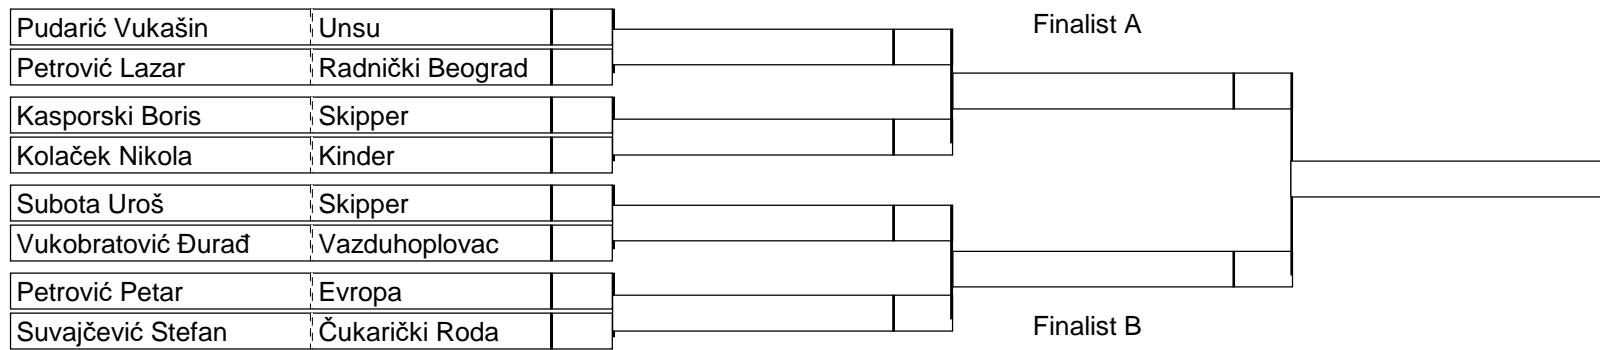 Pudarić Vukašin Unsu
Finalist A
Petrović Lazar Radnički Beograd
Kasporski Boris Skipper
Kolaček Nikola Kinder
Subota Uroš Skipper
Vukobratović Đurađ Vazduhoplovac
Petrović Petar Evropa
Suvajčević Stefan Čukarički Roda
Finalist B